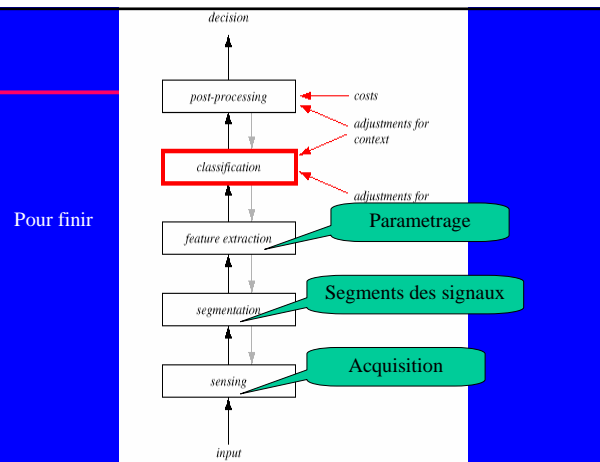 decision
post-processing
costs
adjustments for
context
classification
adjustments for
Pour finir
Parametrage
feature extraction
Segments des signaux
segmentation
Acquisition
sensing
input